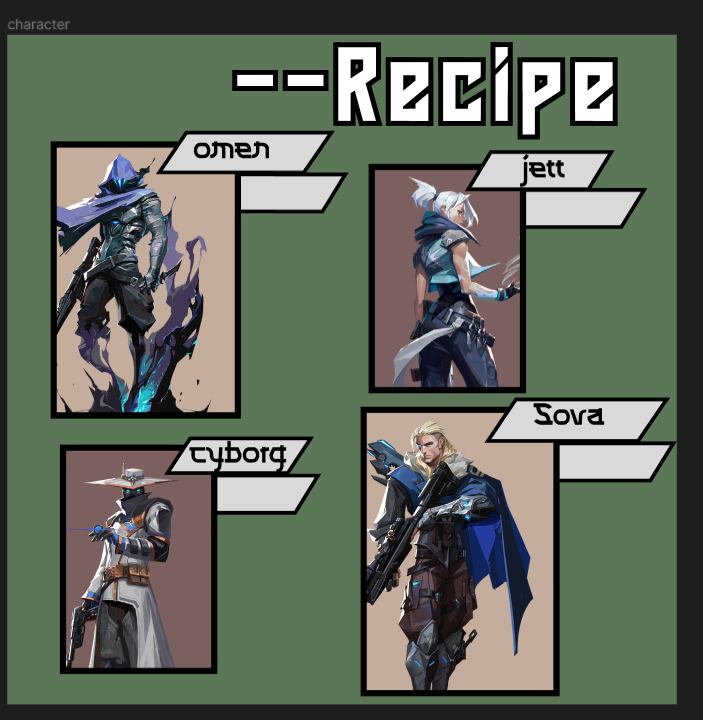 character
--Recipe
omen
jett
cyborg
Sova